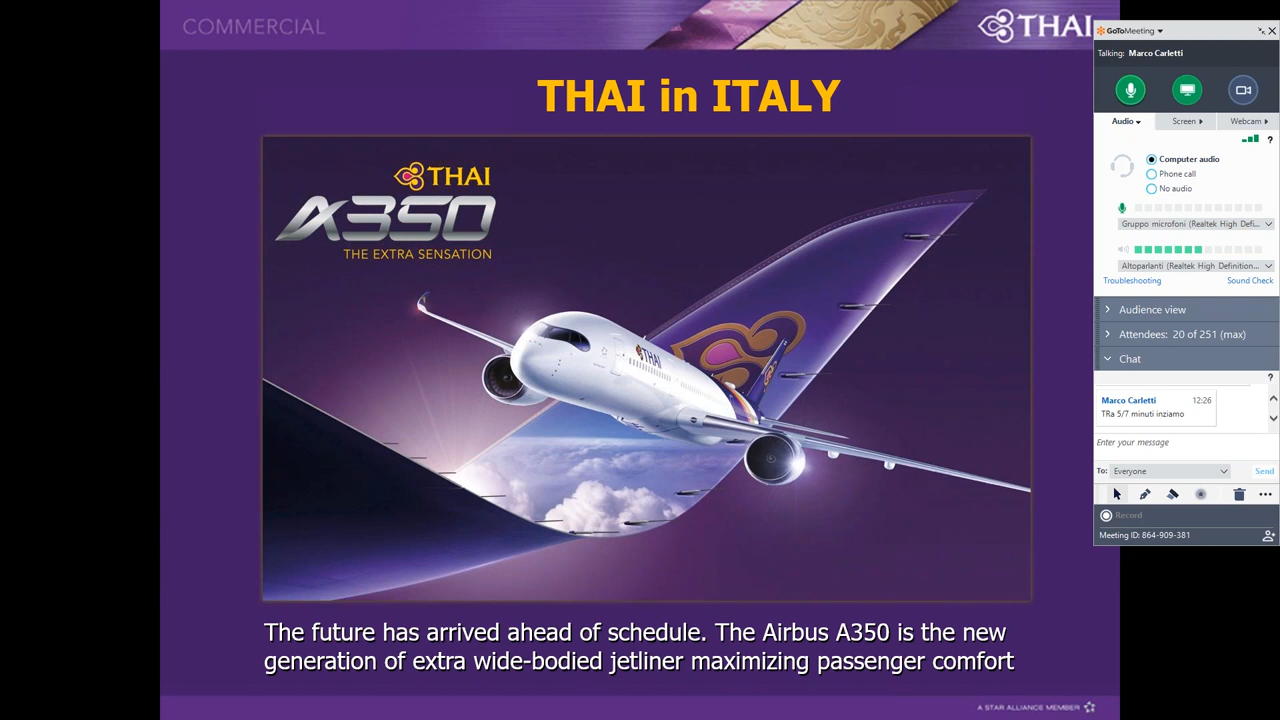 COMMERCIAL
THAI
THAI in ITALY
THAI
A350
THE EXTRA SENSATION
THAI
The future has arrived ahead of schedule. The Airbus A350 is the new
generation of extra wide-bodied jetliner maximizing passenger comfort
A STAR ALLIANCE MEMBER
GoToMeeting
Talking: Marco Carletti
Audio
Screen
Webcam
?
Computer audio
Phone call
No audio
Gruppo microfoni (Realtek High Defi...
Altoparlanti (Realtek High Definition...
Troubleshooting
Sound Check
Audience view
Attendees: 20 of 251 (max)
Chat
?
Marco Carletti 12:26
TRa 5/7 minuti inziamo
Enter your message
To: Everyone
Send
Record
Meeting ID: 864-909-381